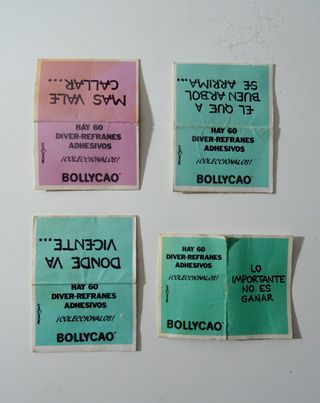 MAS VALE
CALLAR...
HAY 60
DIVER-REFRANES
ADHESIVOS
¡COLECCIONALOS!
BOLLYCAO
EL QUE A
BUEN ARBOL
SE ARRIMA...
HAY 60
DIVER-REFRANES
ADHESIVOS
¡COLECCIONALOS!
BOLLYCAO
DONDE VA
VICENTE...
HAY 60
DIVER-REFRANES
ADHESIVOS
¡COLECCIONALOS!
BOLLYCAO
HAY 60
DIVER-REFRANES
ADHESIVOS
¡COLECCIONALOS!
BOLLYCAO
LO
IMPORTANTE
NO ES
GANAR